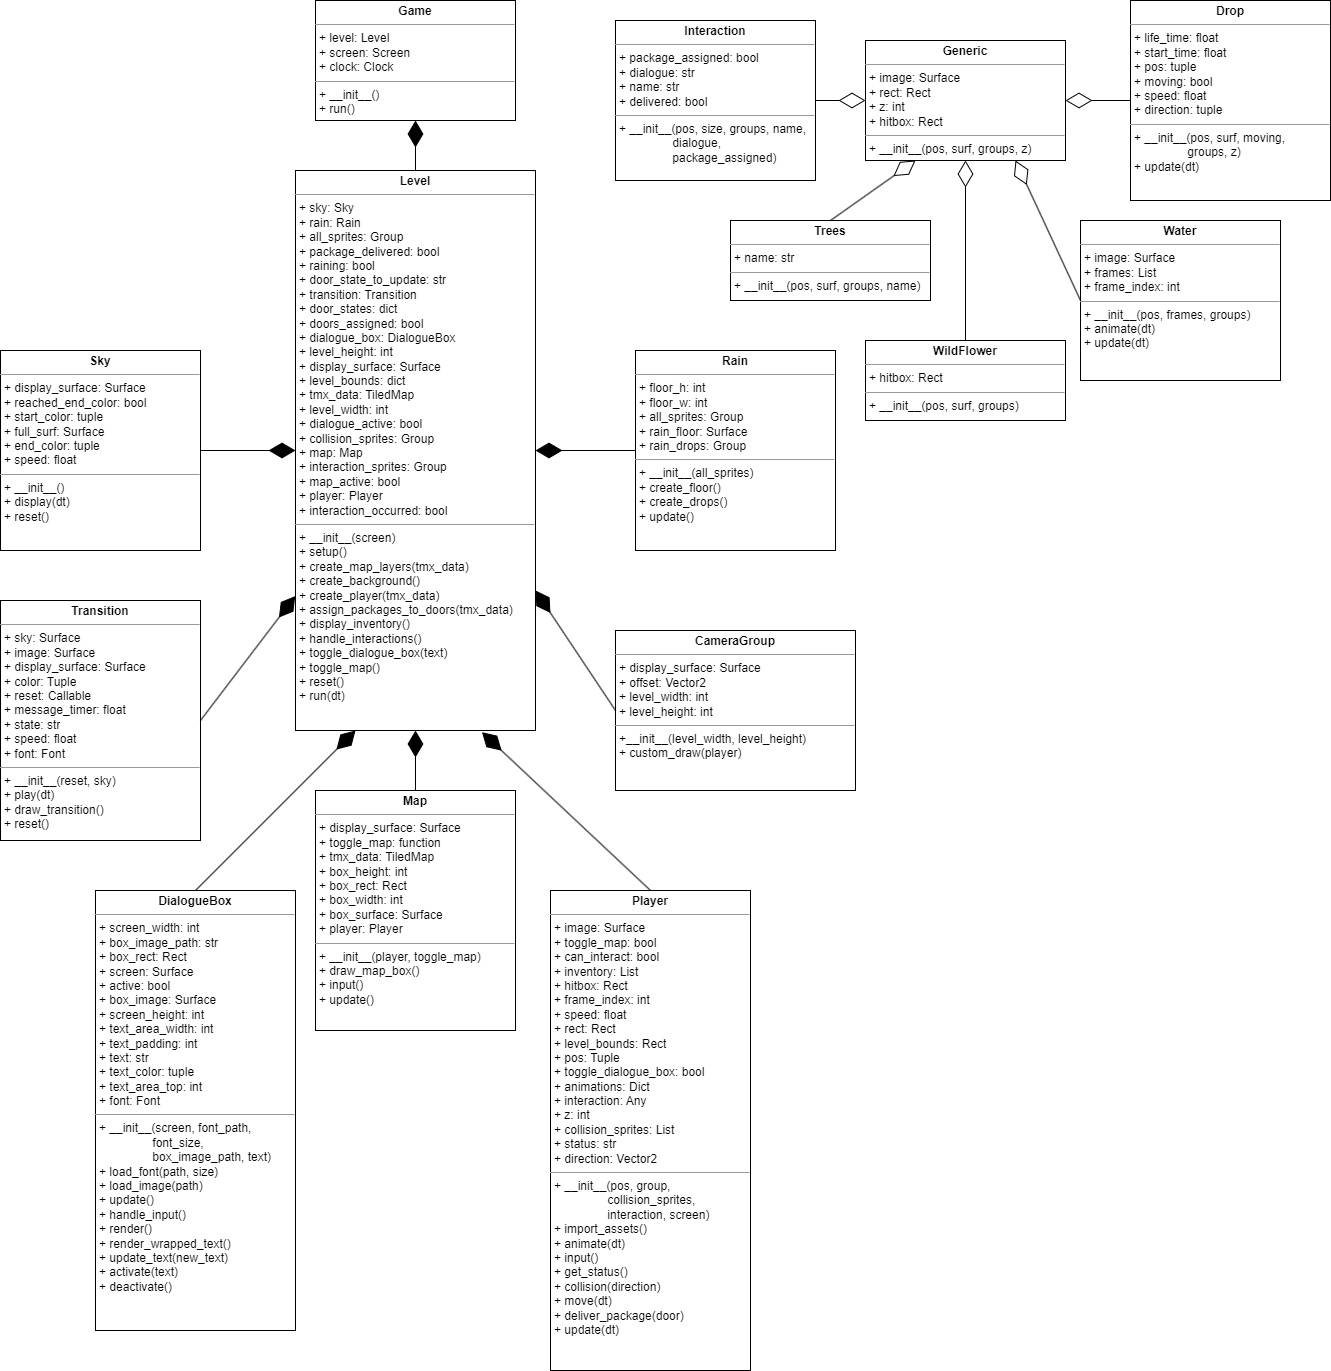 Game
+ level: Level
+ screen: Screen
+ clock: Clock
+ __init__()
+ run()
Interaction
+ package_assigned: bool
+ dialogue: str
+ name: str
+ delivered: bool
+ __init__(pos, size, groups, name,
dialogue,
package_assigned)
Generic
+ image: Surface
+ rect: Rect
+ z: int
+ hitbox: Rect
+ __init__(pos, surf, groups, z)
Drop
+ life_time: float
+ start_time: float
+ pos: tuple
+ moving: bool
+ speed: float
+ direction: tuple
+ __init__(pos, surf, moving,
groups, z)
+ update(dt)
Level
+ sky: Sky
+ rain: Rain
+ all_sprites: Group
+ package_delivered: bool
+ raining: bool
+ door_state_to_update: str
+ transition: Transition
+ door_states: dict
+ doors_assigned: bool
+ dialogue_box: DialogueBox
+ level_height: int
+ display_surface: Surface
+ level_bounds: dict
+ tmx_data: TiledMap
+ level_width: int
+ dialogue_active: bool
+ collision_sprites: Group
+ map: Map
+ interaction_sprites: Group
+ map_active: bool
+ player: Player
+ interaction_occurred: bool
+ __init__(screen)
+ setup()
+ create_map_layers(tmx_data)
+ create_background()
+ create_player(tmx_data)
+ assign_packages_to_doors(tmx_data)
+ display_inventory()
+ handle_interactions()
+ toggle_dialogue_box(text)
+ toggle_map()
+ reset()
+ run(dt)
Trees
+ name: str
+ __init__(pos, surf, groups, name)
Water
+ image: Surface
+ frames: List
+ frame_index: int
+ __init__(pos, frames, groups)
+ animate(dt)
+ update(dt)
WildFlower
+ hitbox: Rect
+ __init__(pos, surf, groups)
Sky
+ display_surface: Surface
+ reached_end_color: bool
+ start_color: tuple
+ full_surf: Surface
+ end_color: tuple
+ speed: float
+ __init__()
+ display(dt)
+ reset()
Rain
+ floor_h: int
+ floor_w: int
+ all_sprites: Group
+ rain_floor: Surface
+ rain_drops: Group
+ __init__(all_sprites)
+ create_floor()
+ create_drops()
+ update()
Transition
+ sky: Surface
+ image: Surface
+ display_surface: Surface
+ color: Tuple
+ reset: Callable
+ message_timer: float
+ state: str
+ speed: float
+ font: Font
+ __init__(reset, sky)
+ play(dt)
+ draw_transition()
+ reset()
CameraGroup
+ display_surface: Surface
+ offset: Vector2
+ level_width: int
+ level_height: int
+__init__(level_width, level_height)
+ custom_draw(player)
Map
+ display_surface: Surface
+ toggle_map: function
+ tmx_data: TiledMap
+ box_height: int
+ box_rect: Rect
+ box_width: int
+ box_surface: Surface
+ player: Player
+ __init__(player, toggle_map)
+ draw_map_box()
+ input()
+ update()
DialogueBox
+ screen_width: int
+ box_image_path: str
+ box_rect: Rect
+ screen: Surface
+ active: bool
+ box_image: Surface
+ screen_height: int
+ text_area_width: int
+ text_padding: int
+ text: str
+ text_color: tuple
+ text_area_top: int
+ font: Font
+ __init__(screen, font_path,
font_size,
box_image_path, text)
+ load_font(path, size)
+ load_image(path)
+ update()
+ handle_input()
+ render()
+ render_wrapped_text()
+ update_text(new_text)
+ activate(text)
+ deactivate()
Player
+ image: Surface
+ toggle_map: bool
+ can_interact: bool
+ inventory: List
+ hitbox: Rect
+ frame_index: int
+ speed: float
+ rect: Rect
+ level_bounds: Rect
+ pos: Tuple
+ toggle_dialogue_box: bool
+ animations: Dict
+ interaction: Any
+ z: int
+ collision_sprites: List
+ status: str
+ direction: Vector2
+ __init__(pos, group,
collision_sprites,
interaction, screen)
+ import_assets()
+ animate(dt)
+ input()
+ get_status()
+ collision(direction)
+ move(dt)
+ deliver_package(door)
+ update(dt)